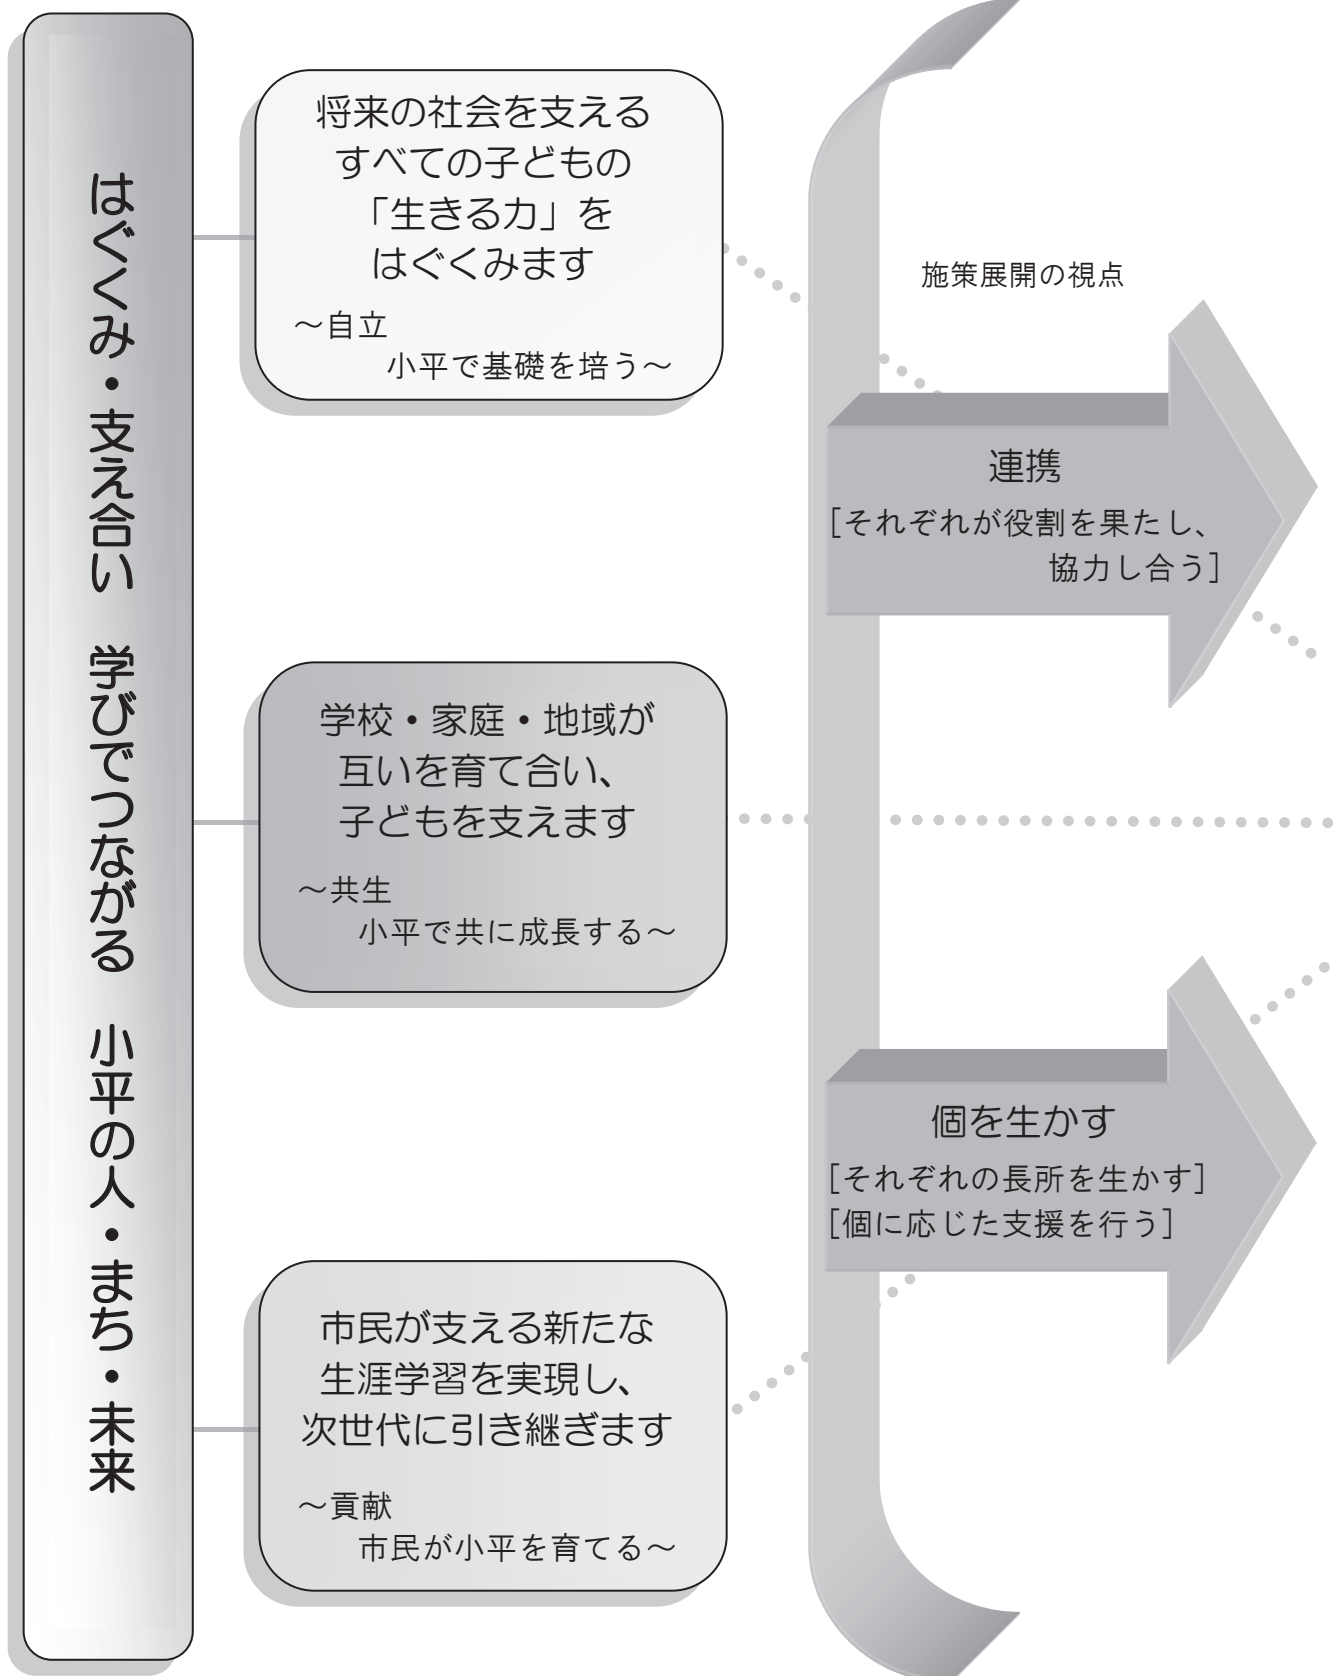 はぐくみ・支え合い　学びでつながる　小平の人・まち・未来
将来の社会を支える
すべての子どもの
「生きる力」を
はぐくみます
〜自立
小平で基礎を培う〜
学校・家庭・地域が
互いを育て合い、
子どもを支えます
〜共生
小平で共に成長する〜
市民が支える新たな
生涯学習を実現し、
次世代に引き継ぎます
〜貢献
市民が小平を育てる〜
施策展開の視点
連携
[それぞれが役割を果たし、
協力し合う]
個を生かす
[それぞれの長所を生かす]
[個に応じた支援を行う]